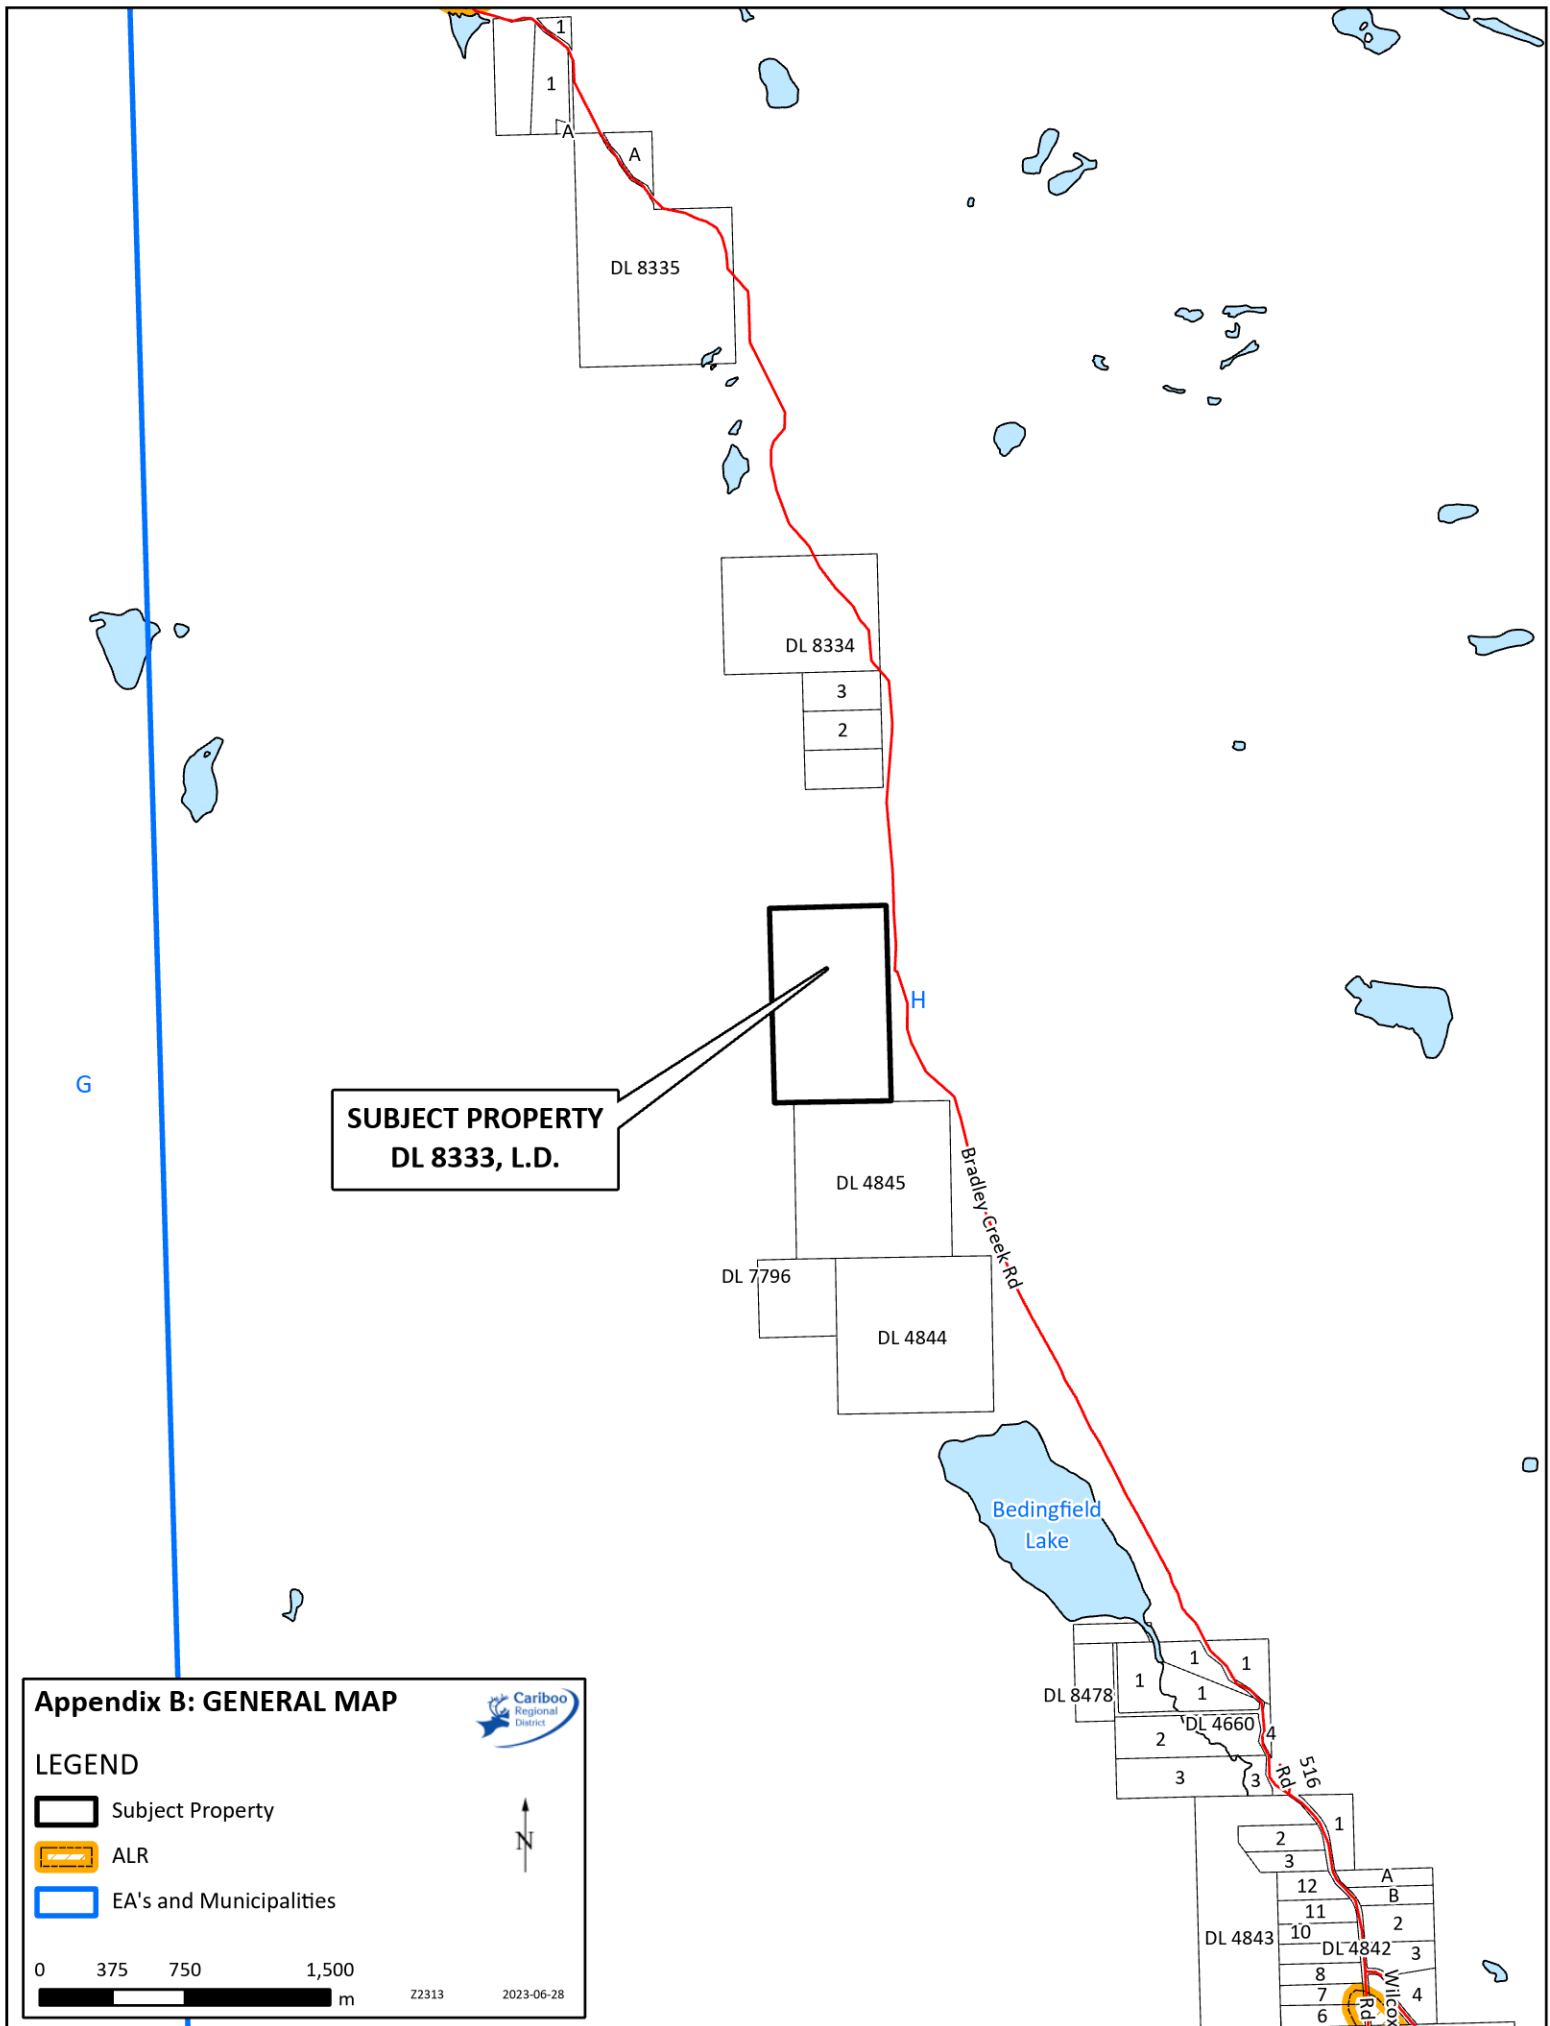 1
1
A
A
DL 8335
DL 8334
3
2
H
G
SUBJECT PROPERTY
DL 8333, L.D.
DL 4845
Bradley Creek Rd
DL 7796
DL 4844
Bedingfield
Lake
1
1
1
1
DL 8478
DL 4660
2
4
3
3
Rd
516
1
2
3
A
12
B
11
2
10
DL 4843
DL 4842
3
8
7
4
6
Rd
Wilcox
Appendix B: GENERAL MAP
Cariboo
Regional
District
LEGEND
Subject Property
ALR
N
EA's and Municipalities
0 375 750 1,500
m
Z2313
2023-06-28